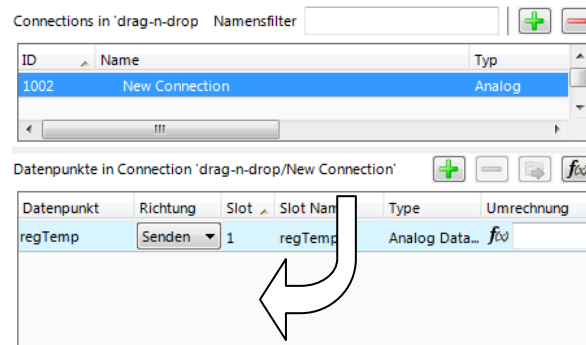 Connections in 'drag-n-drop Namensfilter
ID Name Typ
1002 New Connection Analog
Datenpunkte in Connection 'drag-n-drop/New Connection' f(x)
Datenpunkt Richtung Slot Slot Nam Type Umrechnung
regTemp Senden 1 regTemp Analog Data... f(x)